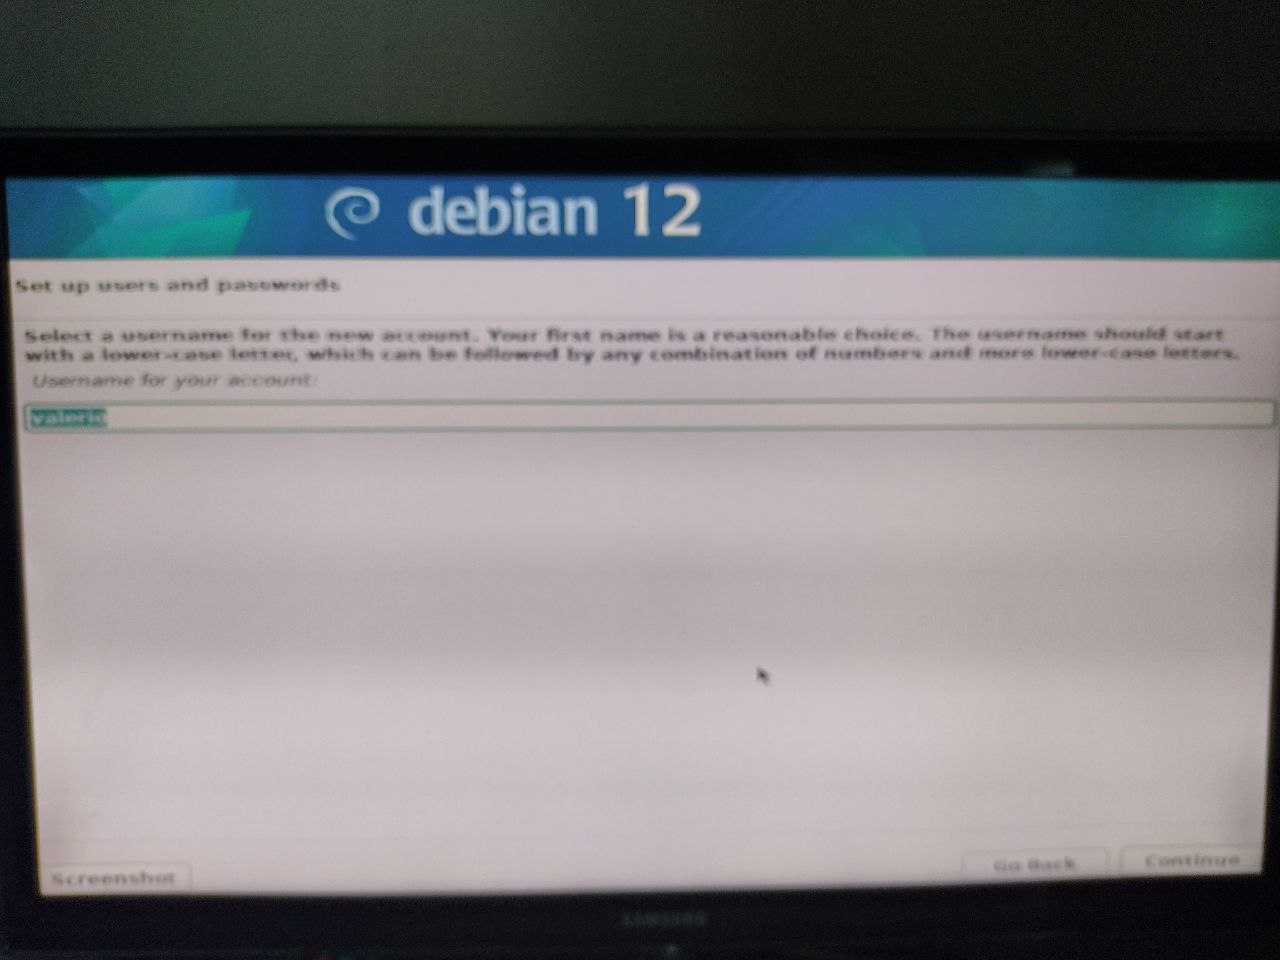 debian 12
Set up users and passwords
Select a username for the new account. Your first name is a reasonable choice. The username should start
with a lower-case letter, which can be followed by any combination of numbers and more lower-case letters.
Username for your account:
valerio
Screenshot
Go Back
Continue
SAMSUNG